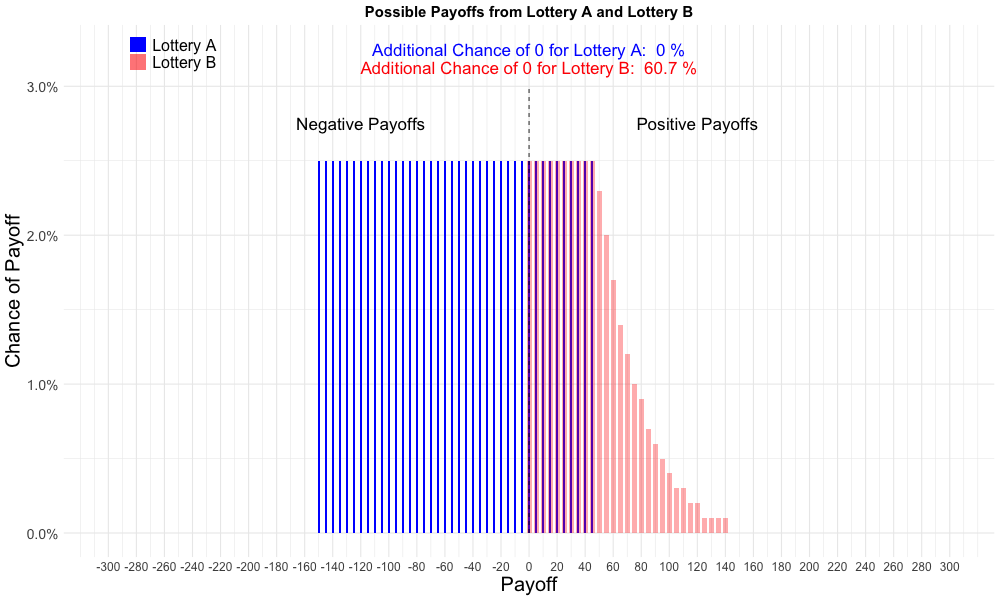 Possible Payoffs from Lottery A and Lottery B
Lottery A
Lottery B
Additional Chance of 0 for Lottery A:  0 %
Additional Chance of 0 for Lottery B:  60.7 %
Negative Payoffs
Positive Payoffs
Chance of Payoff
3.0%
2.0%
1.0%
0.0%
-300 -280 -260 -240 -220 -200 -180 -160 -140 -120 -100 -80 -60 -40 -20 0 20 40 60 80 100 120 140 160 180 200 220 240 260 280 300
Payoff